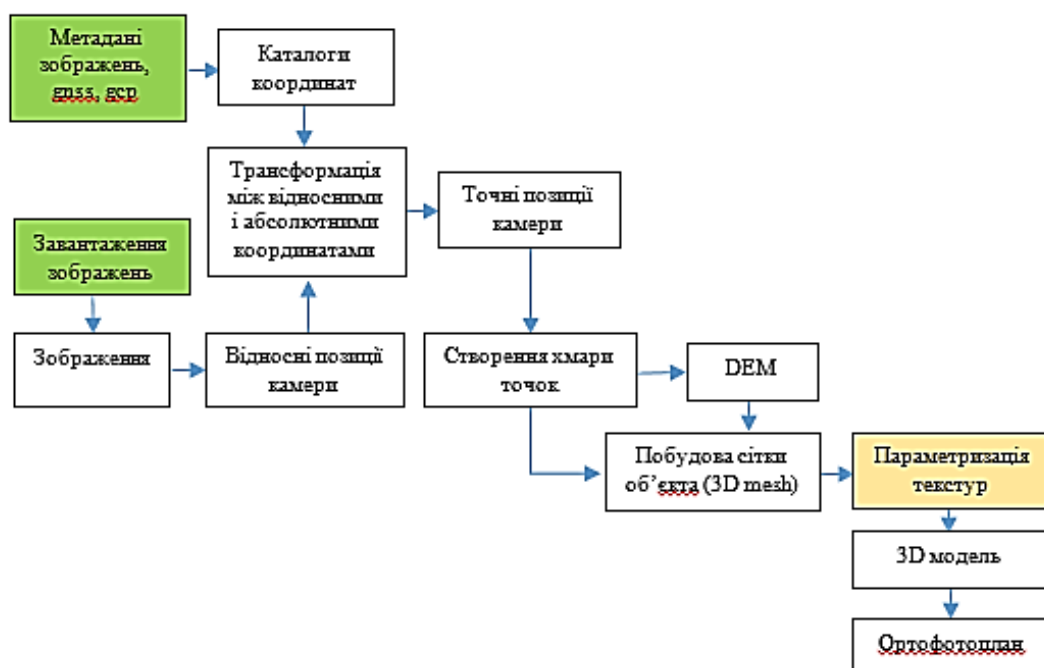 Метадані
зображень,
gnss, gcp
Каталоги
координат
Трансформація
між відносними
і абсолютними
координатами
Точні позиції
камери
Завантаження
зображень
Зображення
Відносні позиції
камери
Створення хмари
точок
DEM
Побудова сітки
об’єкта (3D mesh)
Параметризація
текстур
3D модель
Ортофотоплан